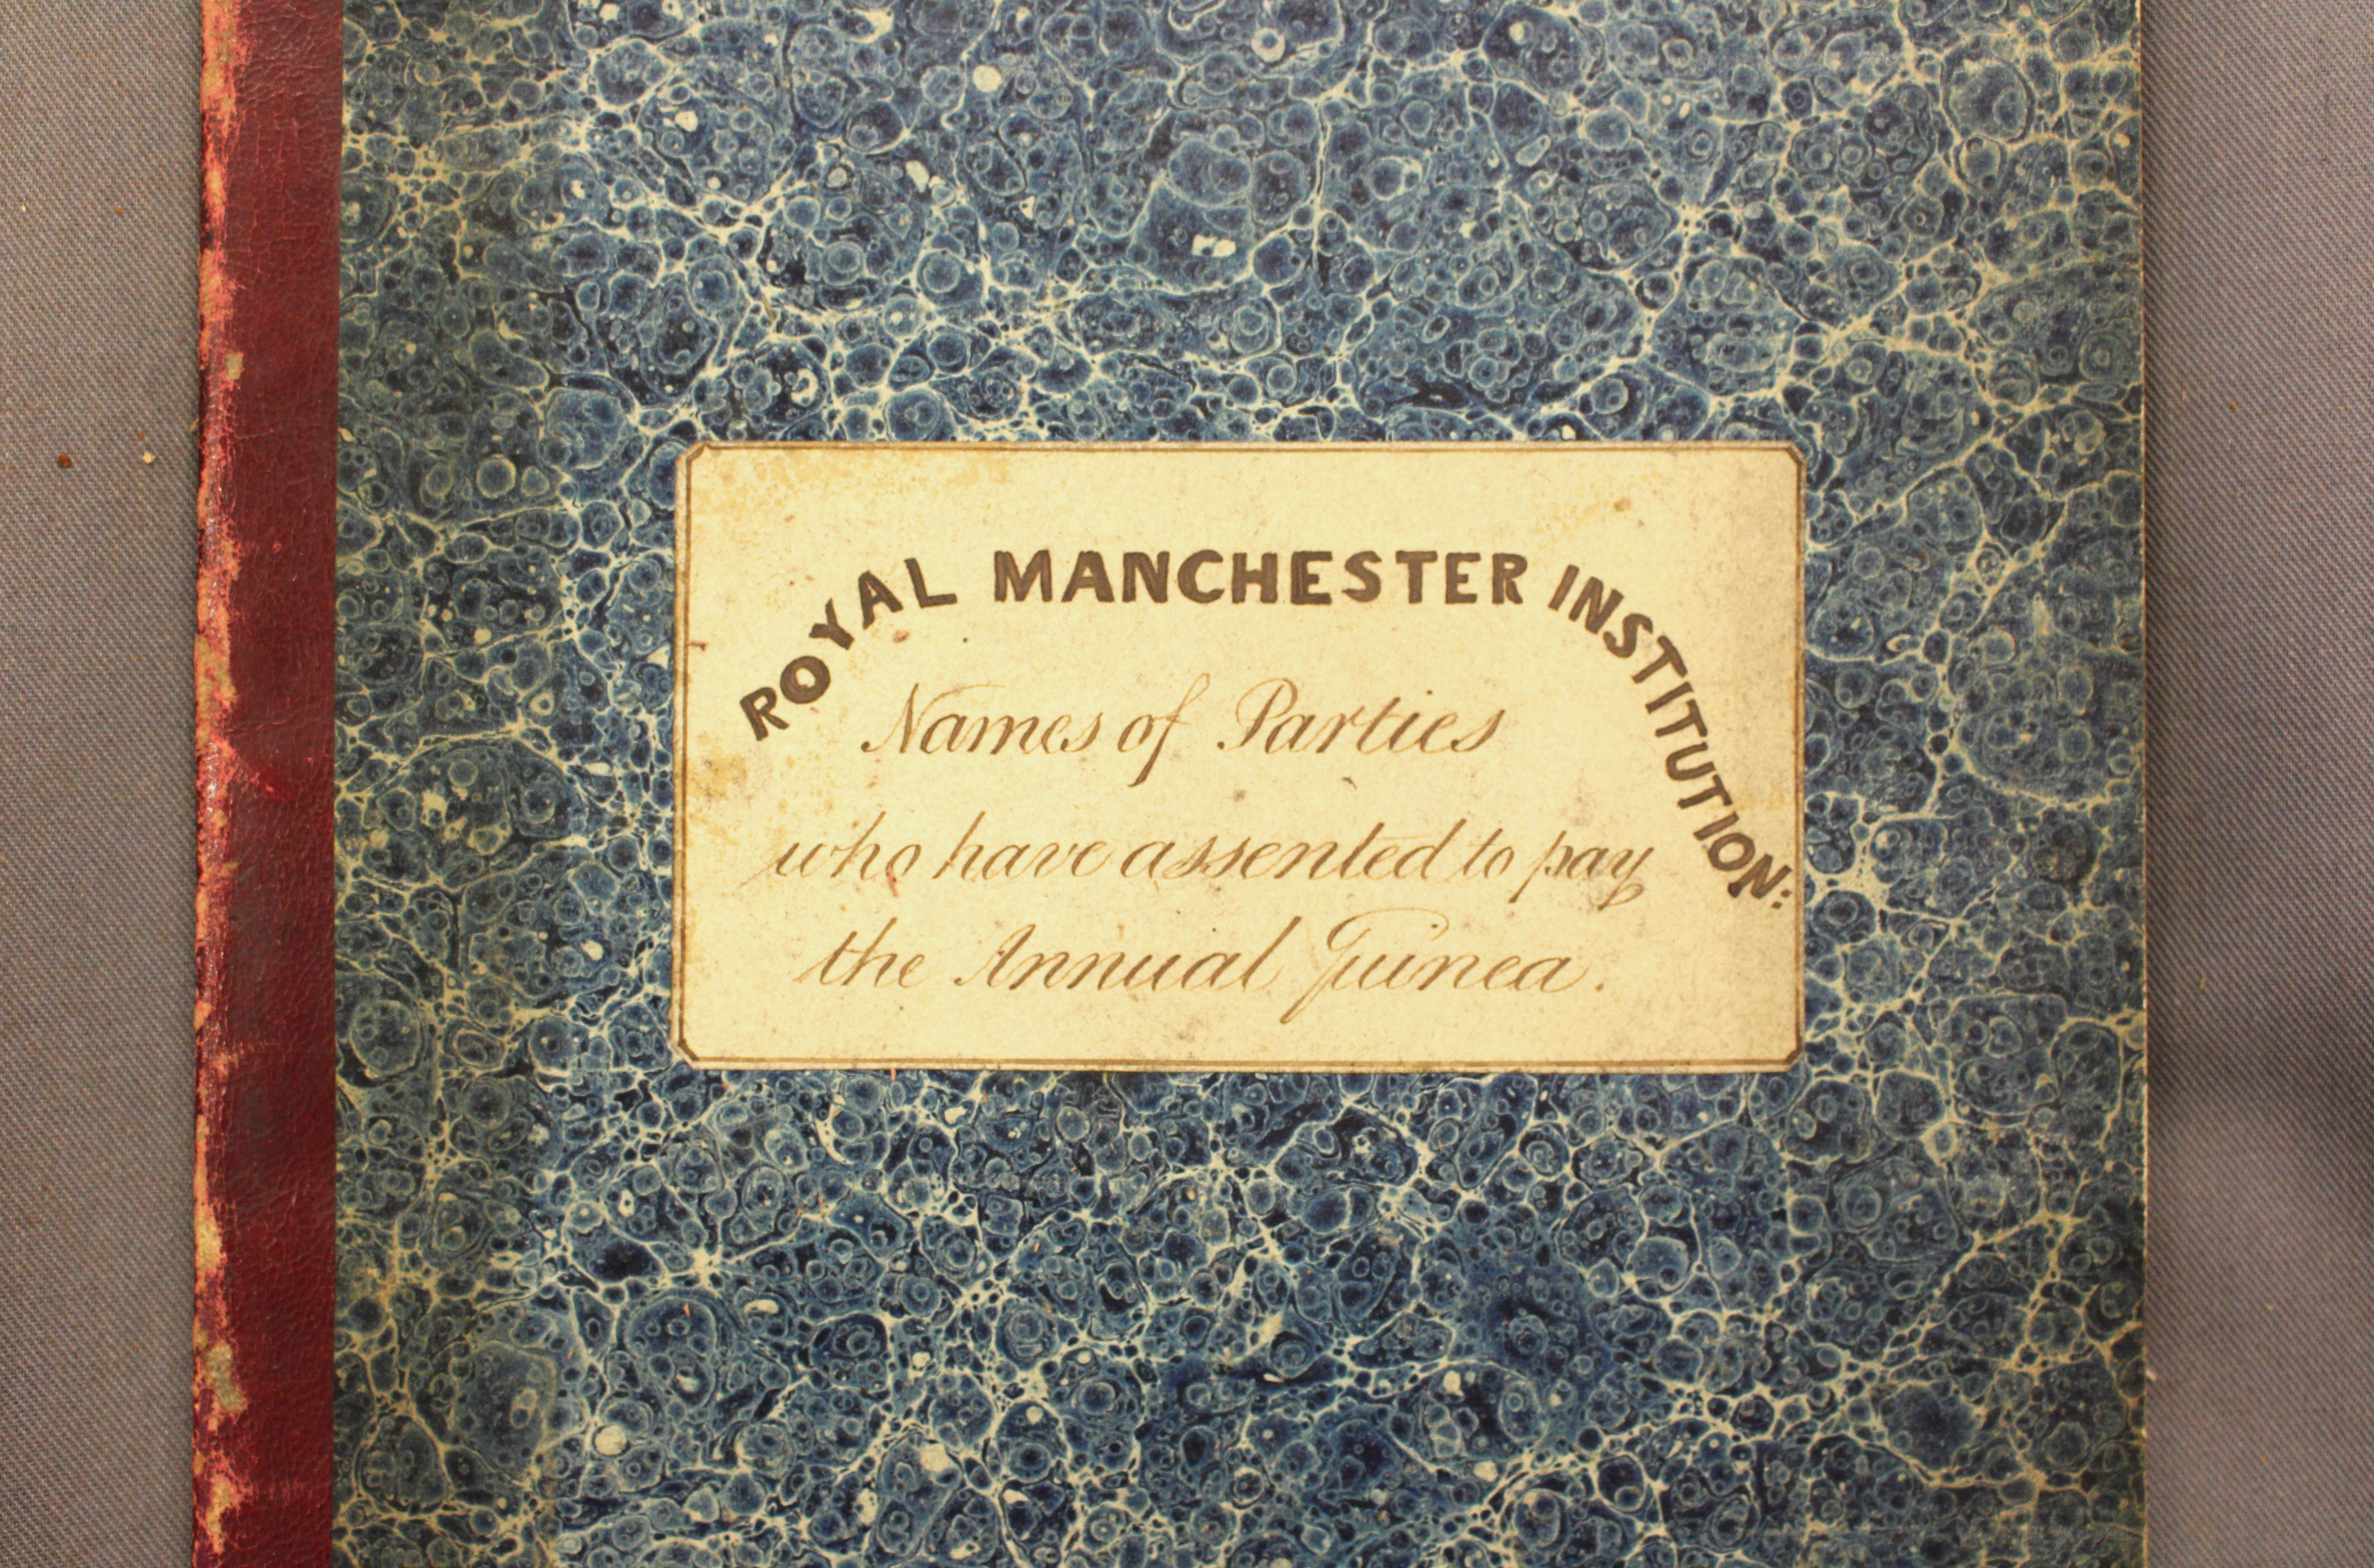 ROYAL MANCHESTER INSTITUTION:
Names of Parties
who have assented to pay
the Annual Guinea.